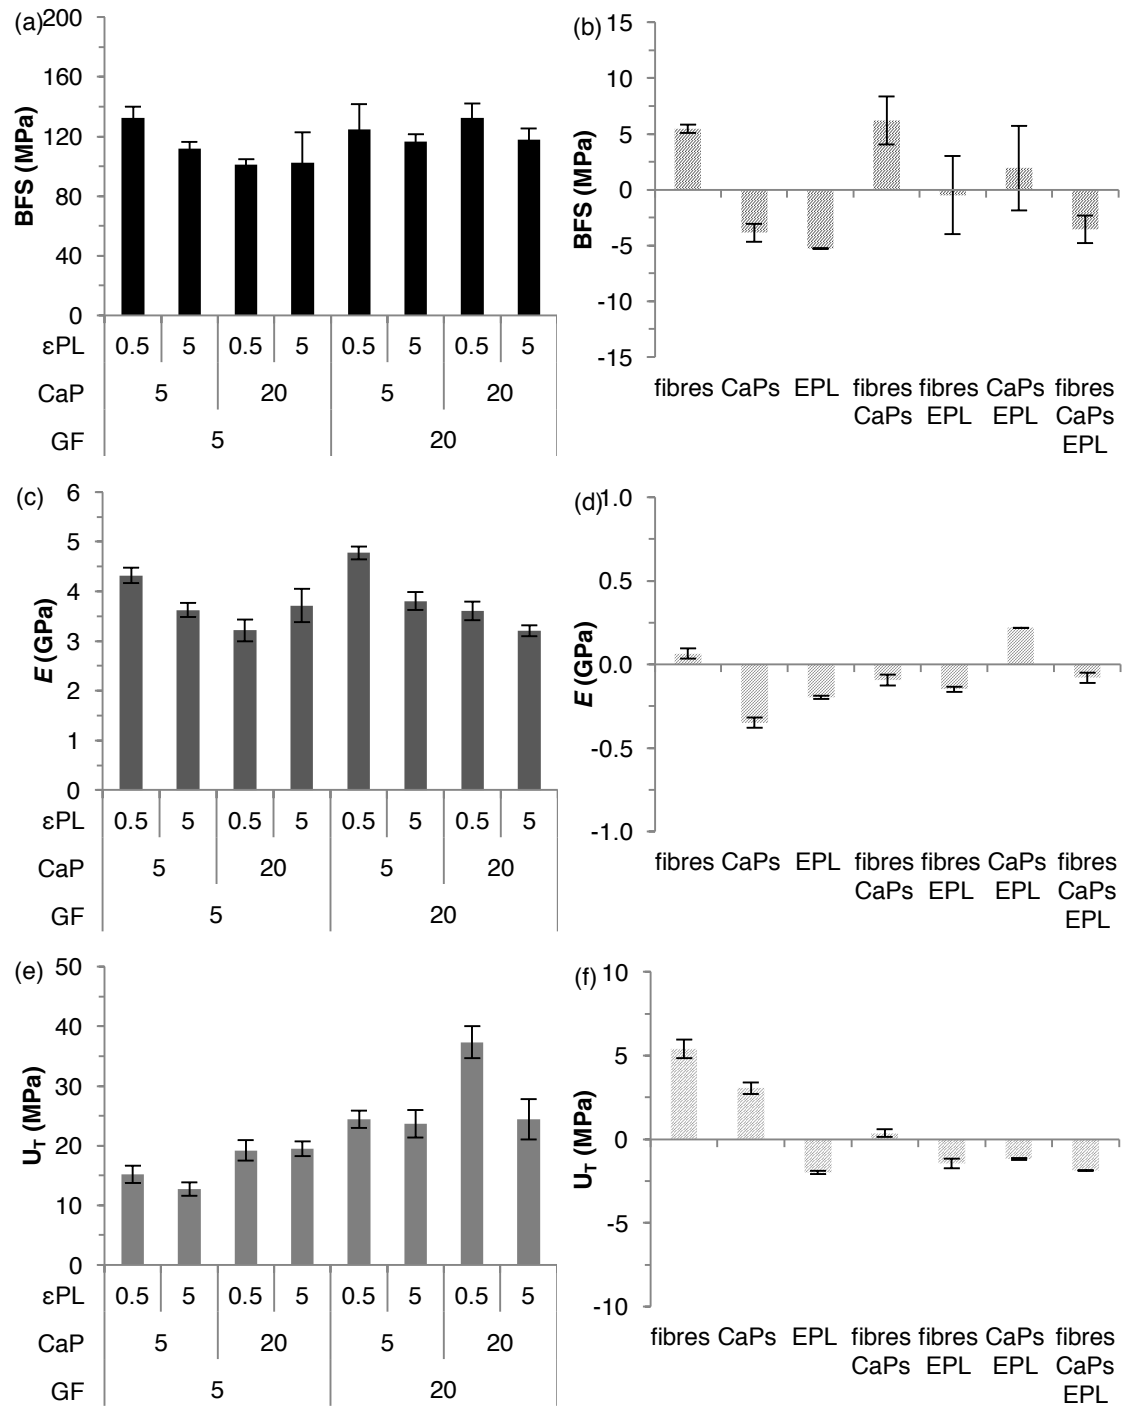 (a)
200
160
120
80
40
0
BFS (MPa)
εPL 0.5 5 0.5 5 0.5 5 0.5 5
CaP 5 20 5 20
GF 5 20
(b)
15
10
5
0
-5
-10
-15
BFS (MPa)
fibres CaPs EPL fibres fibres CaPs fibres
CaPs EPL EPL CaPs
EPL
(c)
6
5
4
3
2
1
0
E (GPa)
εPL 0.5 5 0.5 5 0.5 5 0.5 5
CaP 5 20 5 20
GF 5 20
(d)
1.0
0.5
0.0
-0.5
-1.0
E (GPa)
fibres CaPs EPL fibres fibres CaPs fibres
CaPs EPL EPL CaPs
EPL
(e)
50
40
30
20
10
0
UT (MPa)
εPL 0.5 5 0.5 5 0.5 5 0.5 5
CaP 5 20 5 20
GF 5 20
(f)
10
5
0
-5
-10
UT (MPa)
fibres CaPs EPL fibres fibres CaPs fibres
CaPs EPL EPL CaPs
EPL